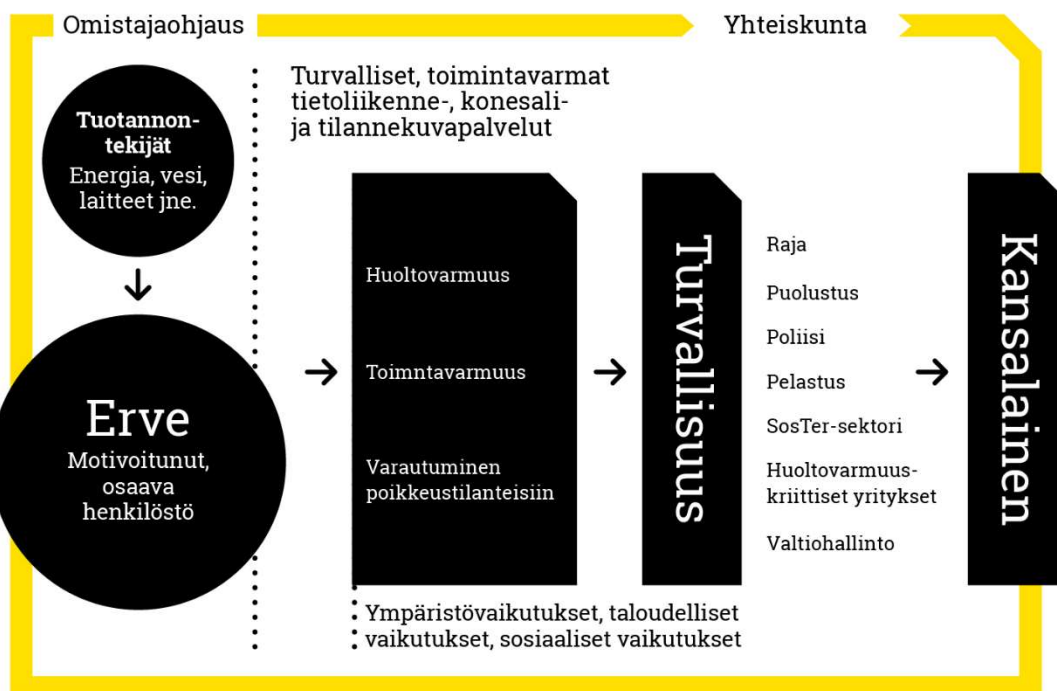 Omistajaohjaus
Yhteiskunta
Tuotannon-
tekijät
Energia, vesi,
laitteet jne.
Erve
Motivoitunut,
osaava
henkilöstö
Turvalliset, toimintavarmat
tietoliikenne-, konesali-
ja tilannekuvapalvelut
Huoltovarmuus
Toimntavarmuus
Varautuminen
poikkeustilanteisiin
Ympäristövaikutukset, taloudelliset
vaikutukset, sosiaaliset vaikutukset
Turvallisuus
Raja
Puolustus
Poliisi
Pelastus
SosTer-sektori
Huoltovarmuus-
kriittiset yritykset
Valtiohallinto
Kansalainen